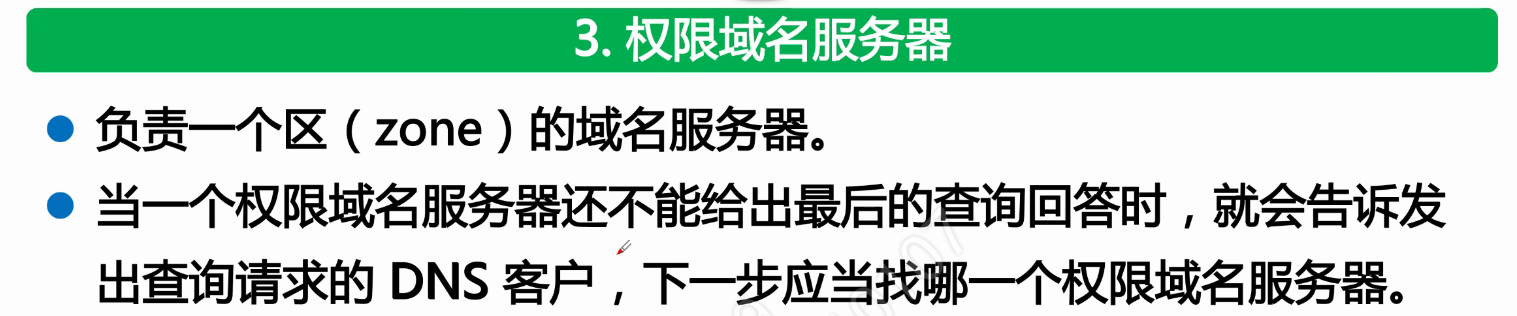 3. 权限域名服务器
负责一个区（zone）的域名服务器。
当一个权限域名服务器还不能给出最后的查询回答时，就会告诉发
出查询请求的 DNS 客户，下一步应当找哪一个权限域名服务器。